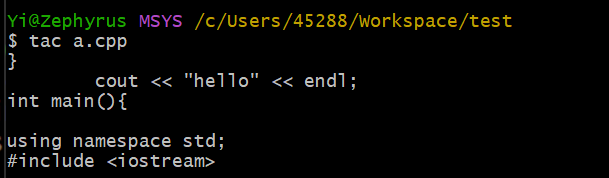 Yi@Zephyrus MSYS /c/Users/45288/Workspace/test
$ tac a.cpp
}
        cout << "hello" << endl;
int main(){

using namespace std;
#include <iostream>